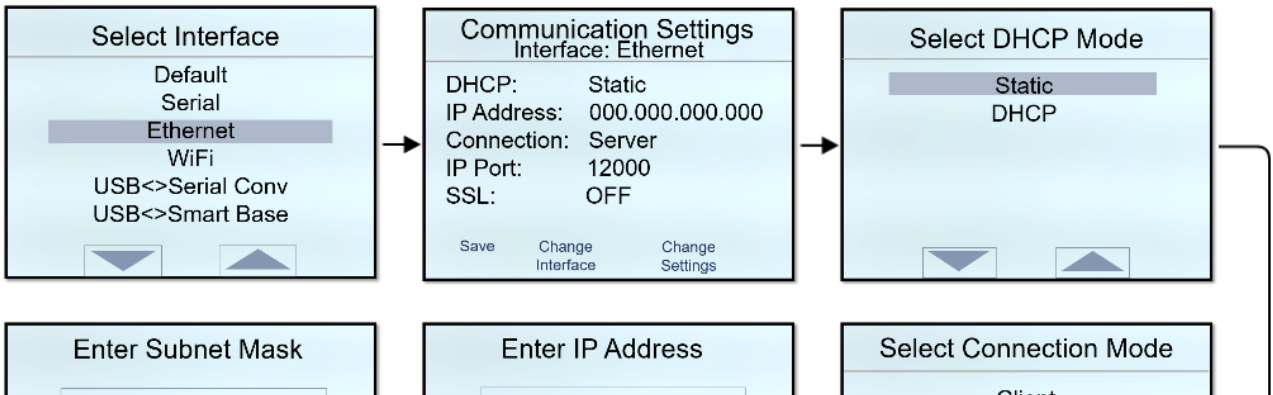 Select Interface
Default
Serial
Ethernet
WiFi
USB<>Serial Conv
USB<>Smart Base
Communication Settings
Interface: Ethernet
DHCP: Static
IP Address: 000.000.000.000
Connection: Server
IP Port: 12000
SSL: OFF
Save Change Interface Change Settings
Select DHCP Mode
Static
DHCP
Enter Subnet Mask
Enter IP Address
Select Connection Mode
Client